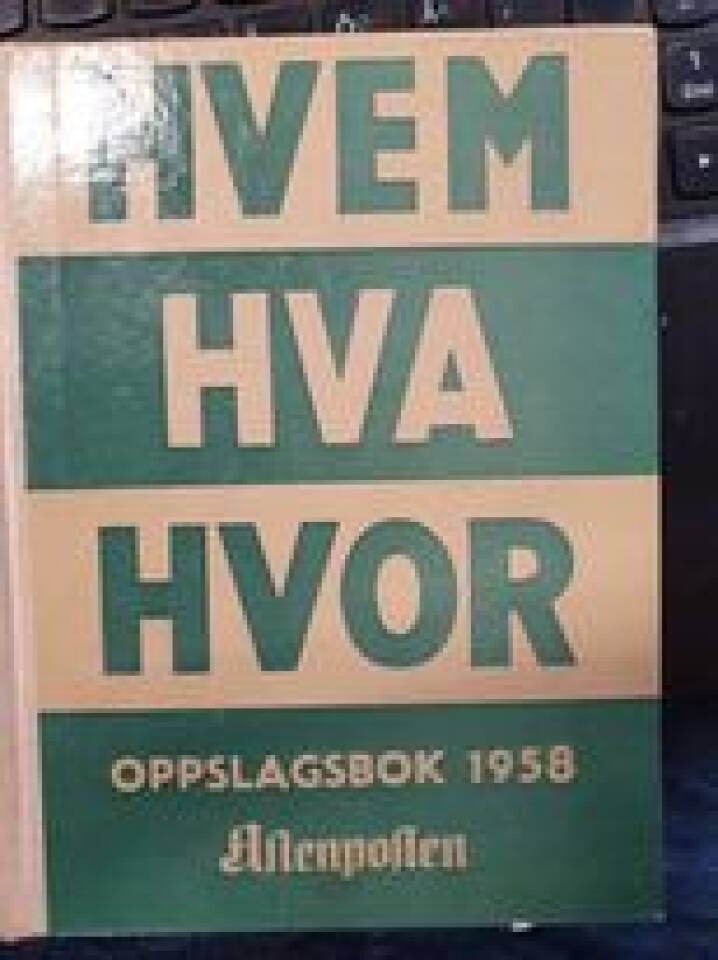 HVEM
HVA
HVOR
OPPSLAGSBOK 1958
Aftenposten